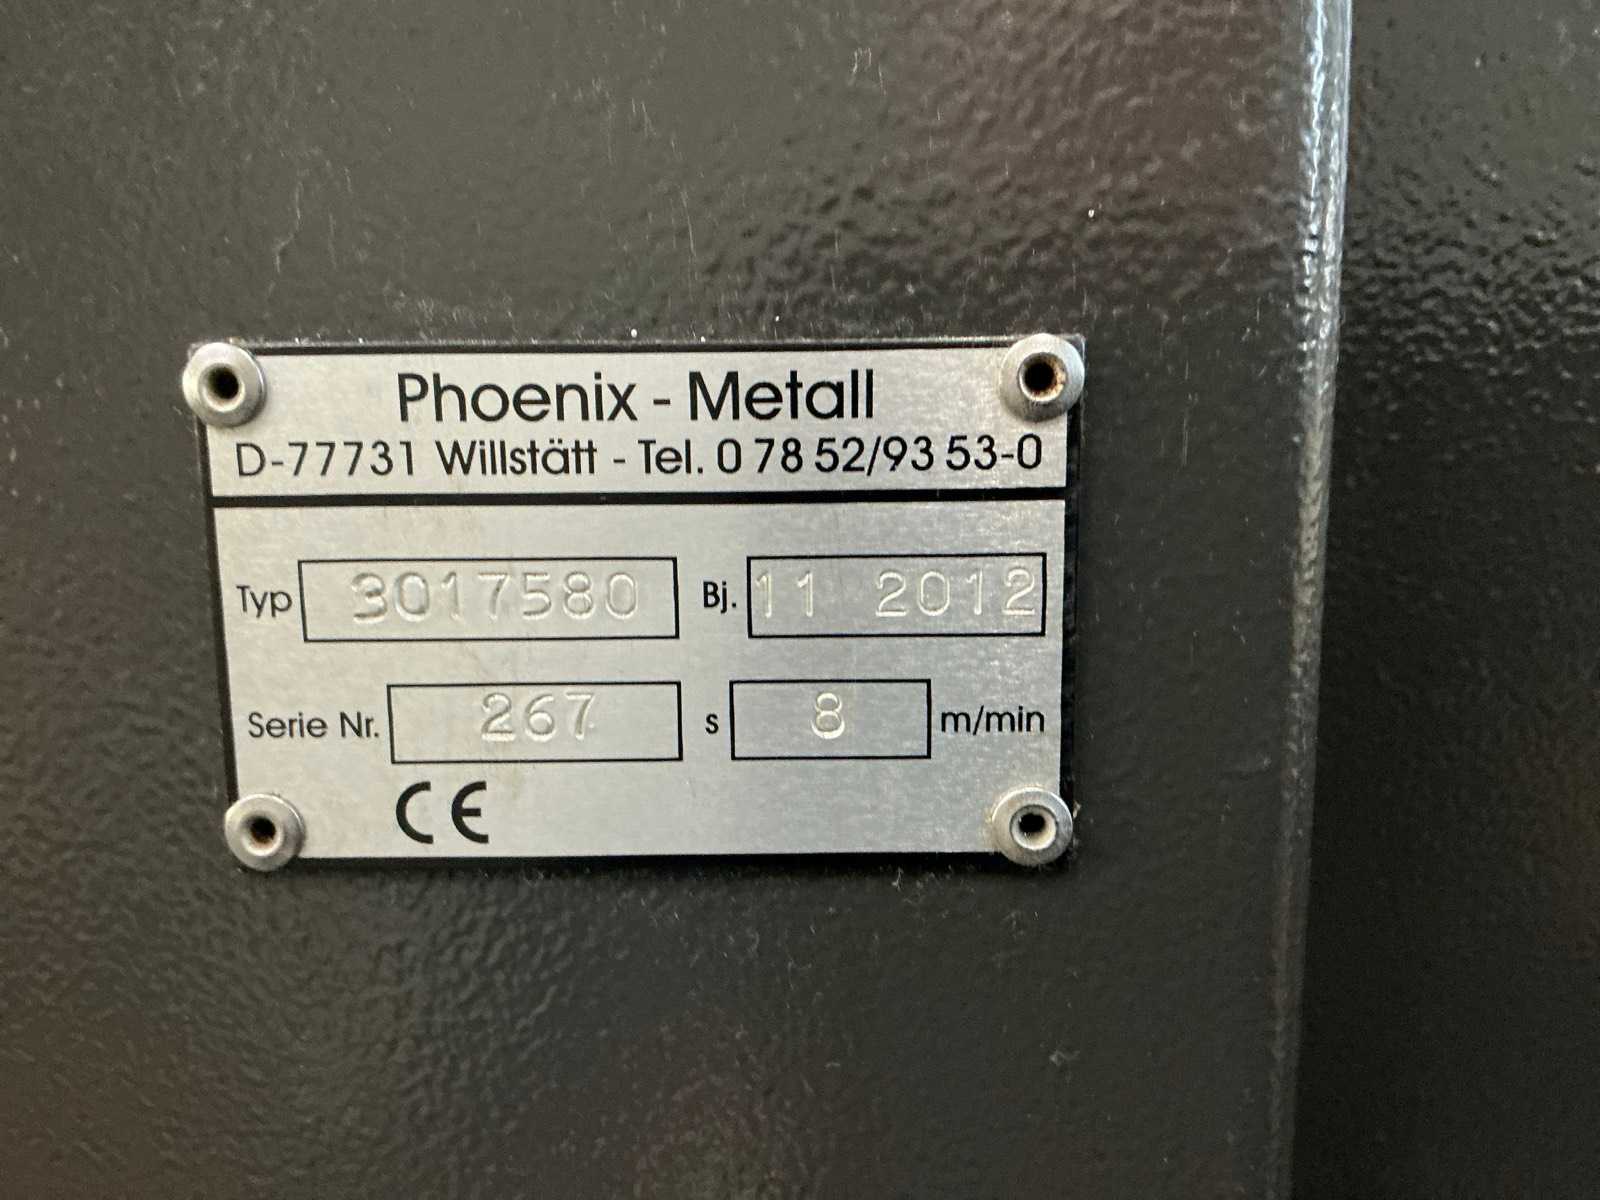 Phoenix - Metall
D-77731 Willstätt - Tel. 0 78 52/93 53-0
Typ 3017580 Bj. 11 2012
Serie Nr. 267 s 8 m/min
CE